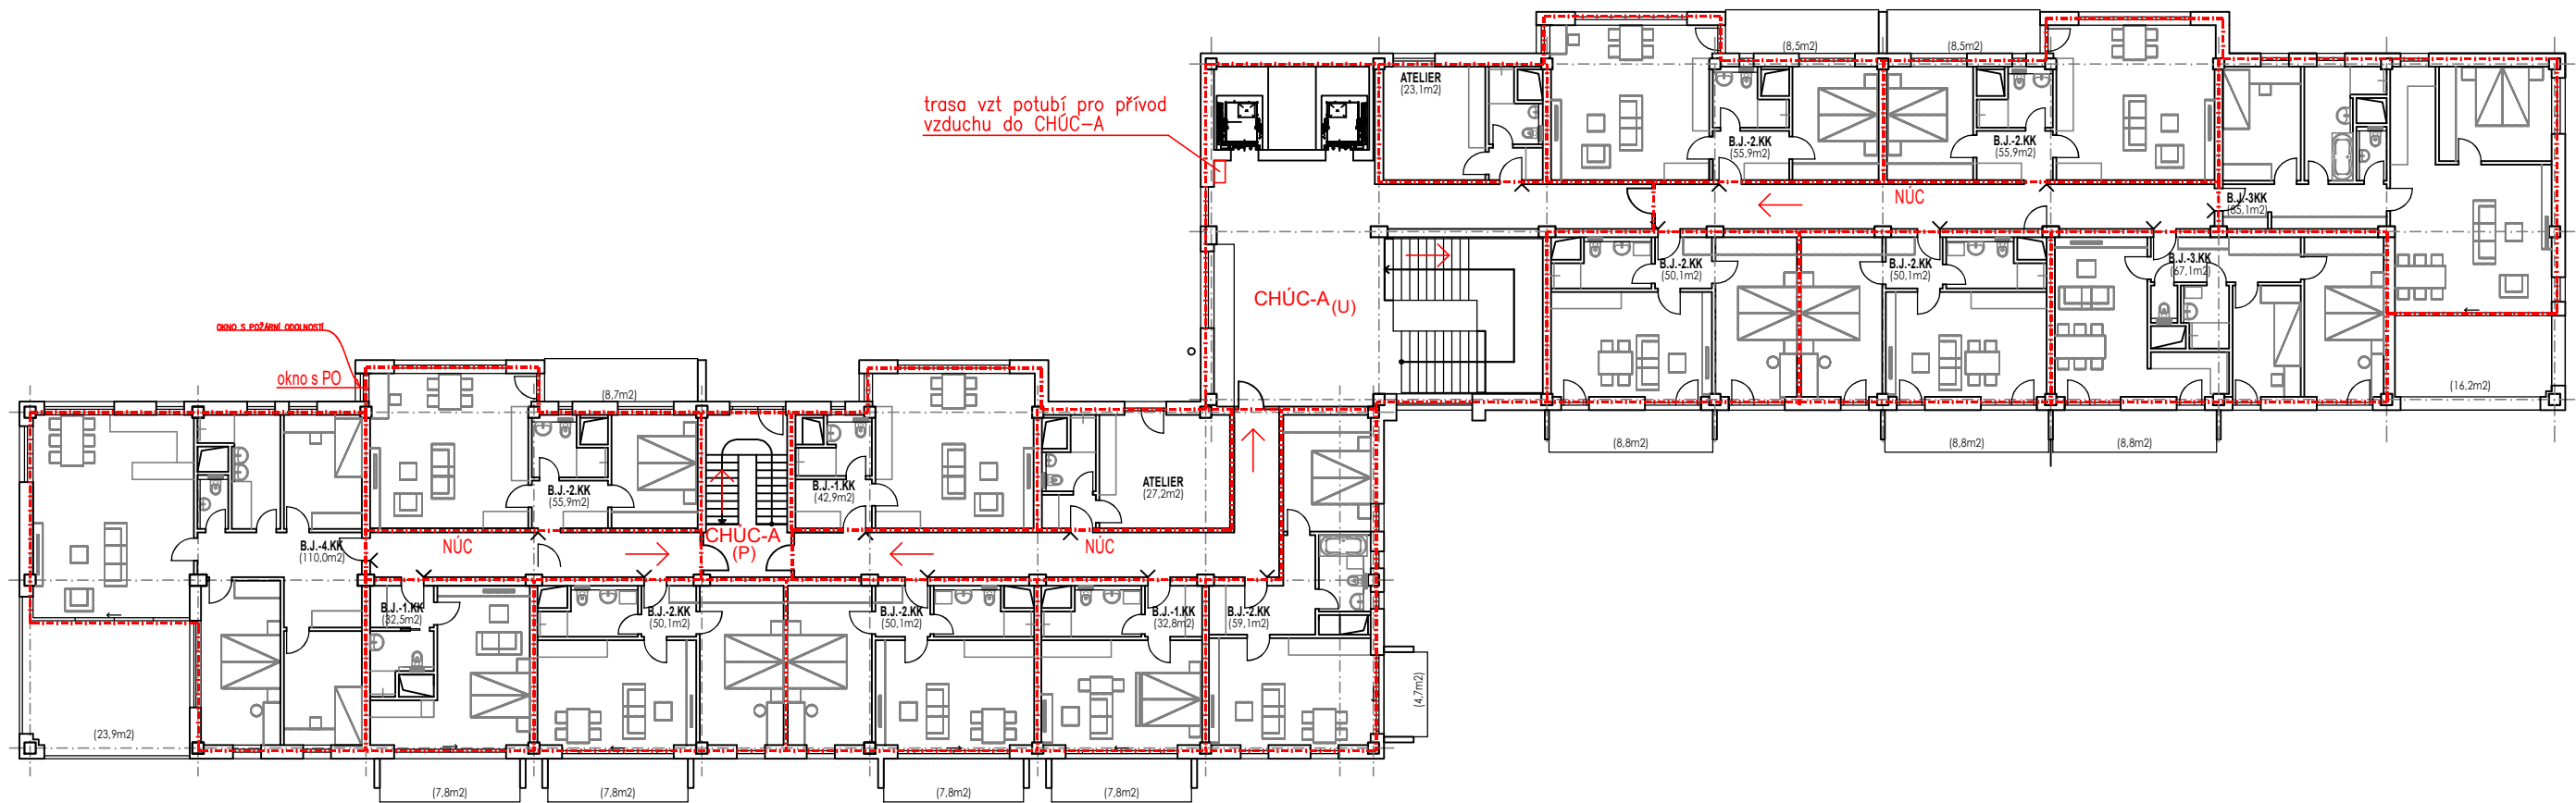 (8,5m2)
(8,5m2)
ATELIER
(23,1m2)
trasa vzt potubí pro přívod
vzduchu do CHÚC-A
B.J.-2.KK
(55,9m2)
B.J.-2.KK
(55,9m2)
NÚC
B.J.-3KK
(85,1m2)
B.J.-2.KK
(50,1m2)
B.J.-2.KK
(50,1m2)
B.J.-3.KK
(67,1m2)
CHÚC-A(U)
OKNO S POŽÁRNÍ ODOLNOSTÍ
okno s PO
(8,7m2)
(16,2m2)
(8,8m2)
(8,8m2)
(8,8m2)
B.J.-2.KK
(55,9m2)
B.J.-1.KK
(42,9m2)
ATELIER
(27,2m2)
B.J.-4.KK
(110,0m2)
NÚC
CHÚC-A
(P)
NÚC
B.J.-1.KK
(32,5m2)
B.J.-2.KK
(50,1m2)
B.J.-2.KK
(50,1m2)
B.J.-1.KK
(32,8m2)
B.J.-2.KK
(59,1m2)
(4,7m2)
(23,9m2)
(7,8m2)
(7,8m2)
(7,8m2)
(7,8m2)